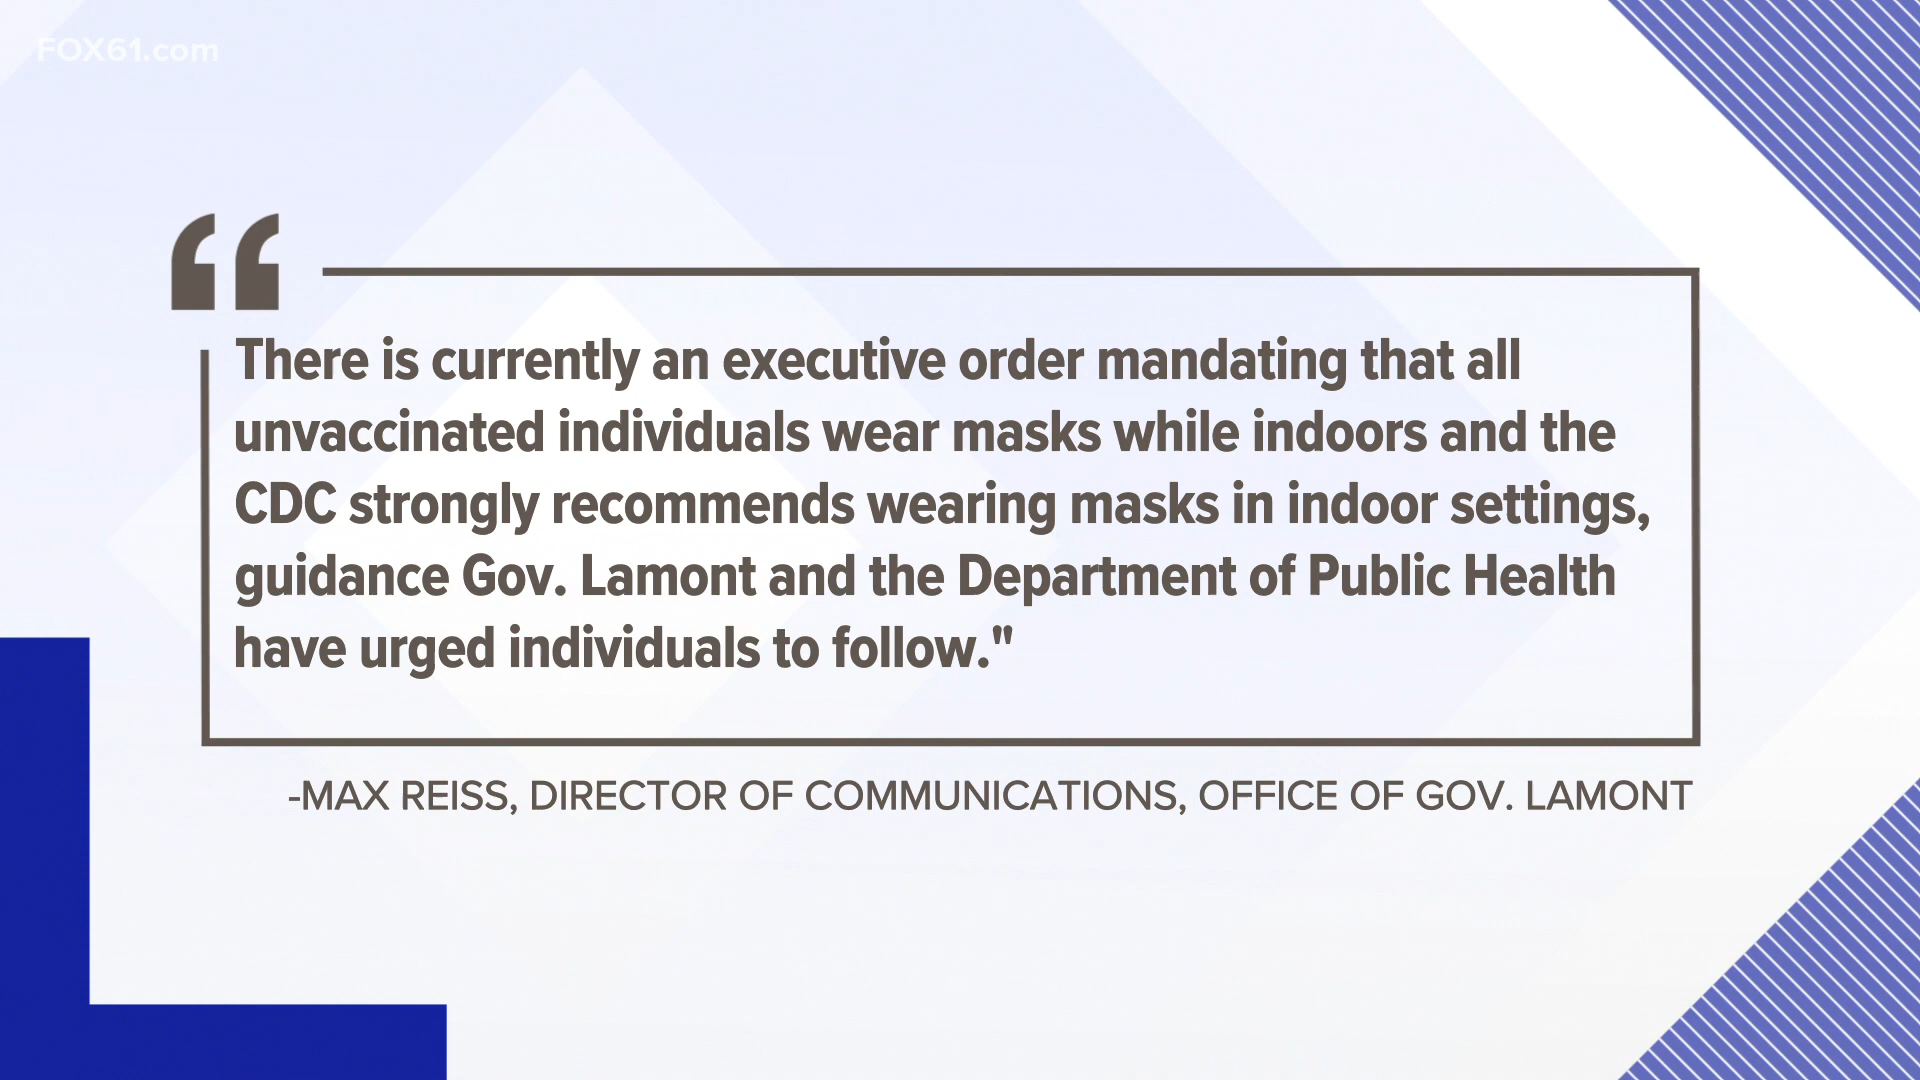 FOX61.com
“
There is currently an executive order mandating that all
unvaccinated individuals wear masks while indoors and the
CDC strongly recommends wearing masks in indoor settings,
guidance Gov. Lamont and the Department of Public Health
have urged individuals to follow."
-MAX REISS, DIRECTOR OF COMMUNICATIONS, OFFICE OF GOV. LAMONT